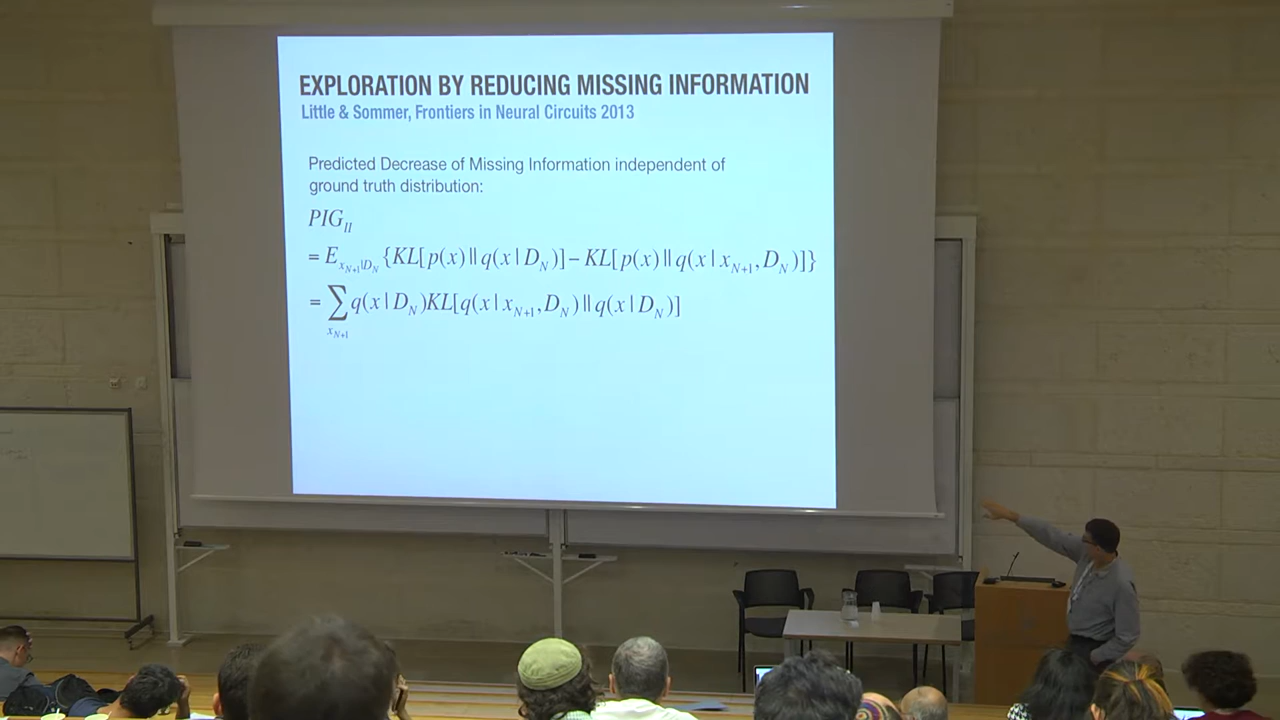 EXPLORATION BY REDUCING MISSING INFORMATION
Little & Sommer, Frontiers in Neural Circuits 2013
Predicted Decrease of Missing Information independent of
ground truth distribution:
PIG_II
= E_{x_{N+1}|D_N} {KL[p(x) || q(x | D_N)] − KL[p(x) || q(x | x_{N+1}, D_N)]}
= ∑_{x_{N+1}} q(x | D_N)KL[q(x | x_{N+1}, D_N) || q(x | D_N)]